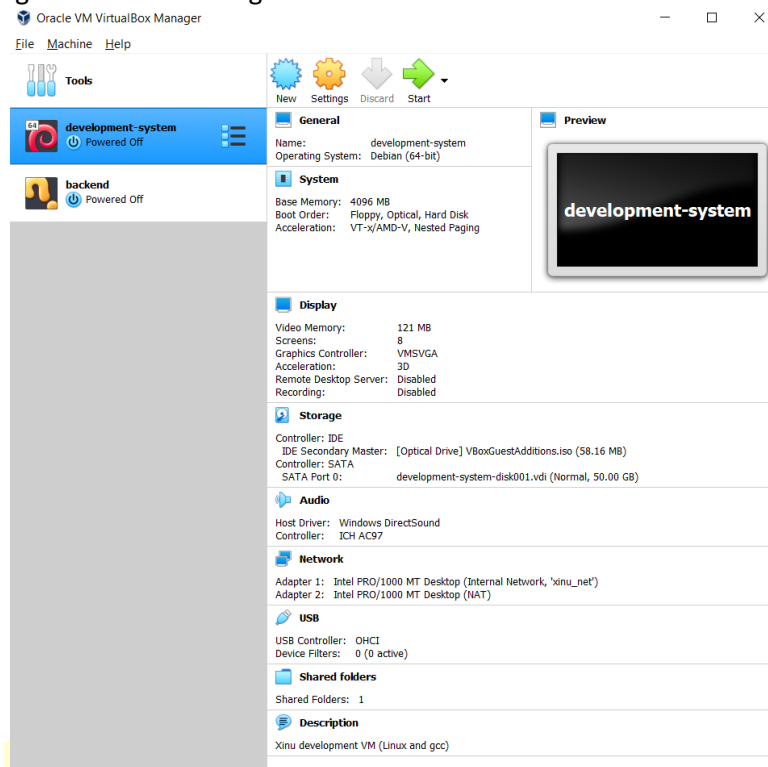 Oracle VM VirtualBox Manager
File Machine Help
Tools
New Settings Discard Start
64
development-system
Powered Off
backend
Powered Off
General
Name: development-system
Operating System: Debian (64-bit)
Preview
development-system
System
Base Memory: 4096 MB
Boot Order: Floppy, Optical, Hard Disk
Acceleration: VT-x/AMD-V, Nested Paging
Display
Video Memory: 121 MB
Screens: 8
Graphics Controller: VMSVGA
Acceleration: 3D
Remote Desktop Server: Disabled
Recording: Disabled
Storage
Controller: IDE
IDE Secondary Master: [Optical Drive] VBoxGuestAdditions.iso (58.16 MB)
Controller: SATA
SATA Port 0: development-system-disk001.vdi (Normal, 50.00 GB)
Audio
Host Driver: Windows DirectSound
Controller: ICH AC97
Network
Adapter 1: Intel PRO/1000 MT Desktop (Internal Network, 'xinu_net')
Adapter 2: Intel PRO/1000 MT Desktop (NAT)
USB
USB Controller: OHCI
Device Filters: 0 (0 active)
Shared folders
Shared Folders: 1
Description
Xinu development VM (Linux and gcc)